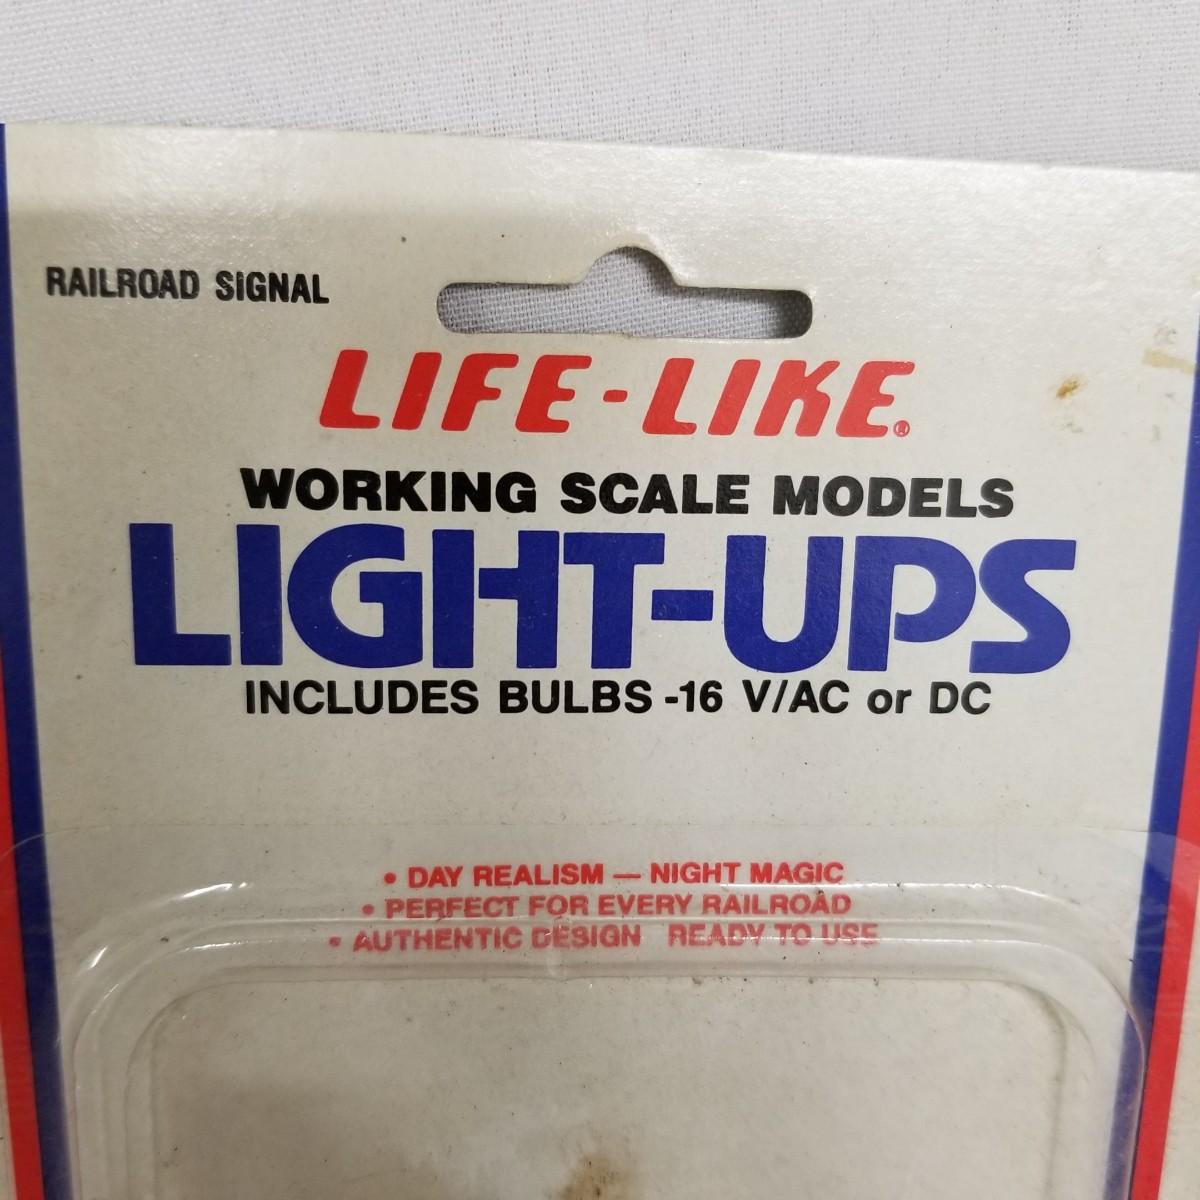 RAILROAD SIGNAL
LIFE-LIKE®
WORKING SCALE MODELS
LIGHT-UPS
INCLUDES BULBS -16 V/AC or DC
• DAY REALISM — NIGHT MAGIC
• PERFECT FOR EVERY RAILROAD
• AUTHENTIC DESIGN READY TO USE